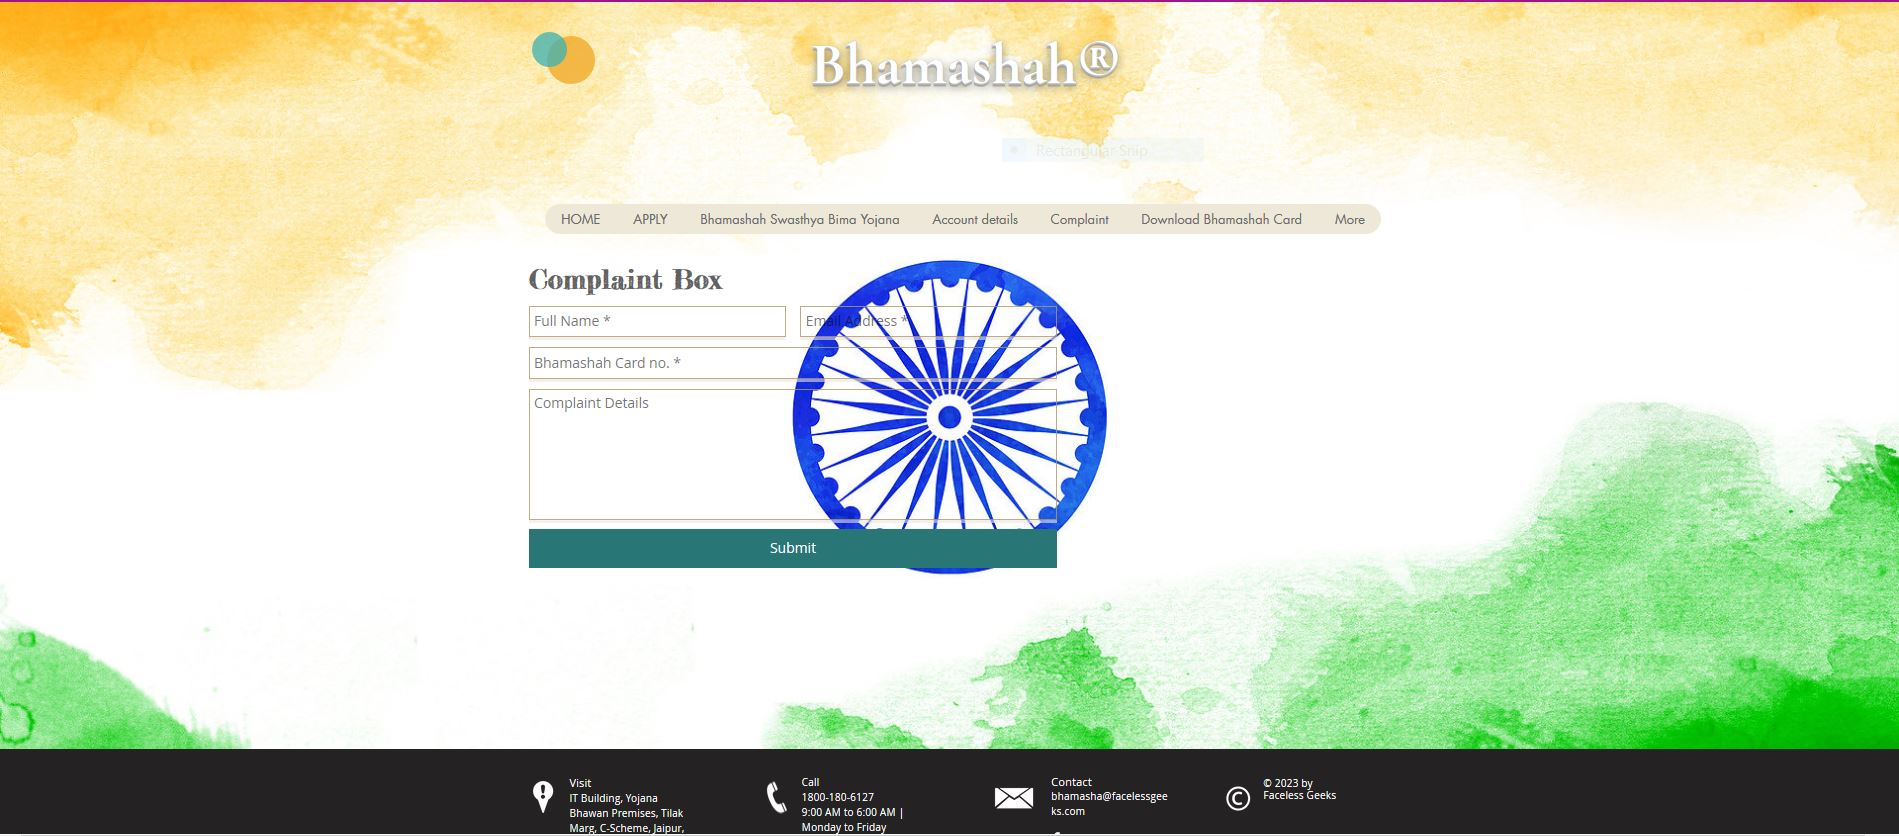 Bhamashah®
Rectangular Snip
HOME APPLY Bhamashah Swasthya Bima Yojana Account details Complaint Download Bhamashah Card More
Complaint Box
Full Name * Email Address *
Bhamashah Card no. *
Complaint Details
Submit
Visit
IT Building, Yojana
Bhawan Premises, Tilak
Marg, C-Scheme, Jaipur,
Call
1800-180-6127
9:00 AM to 6:00 AM |
Monday to Friday
Contact
bhamasha@facelessgee
ks.com
© 2023 by
Faceless Geeks